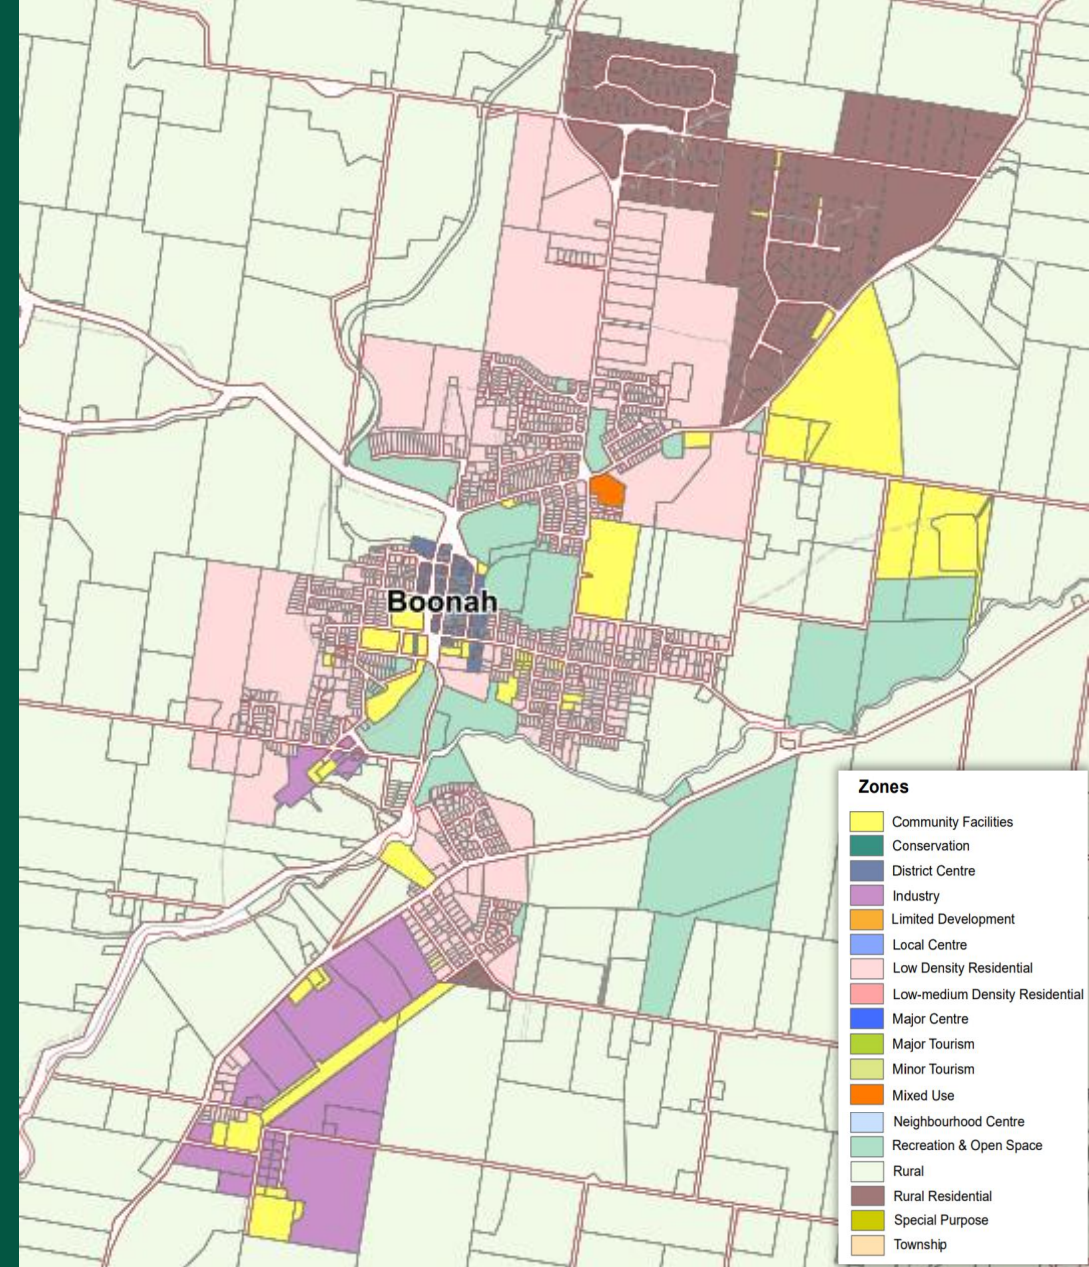 Boonah
Zones
Community Facilities
Conservation
District Centre
Industry
Limited Development
Local Centre
Low Density Residential
Low-medium Density Residential
Major Centre
Major Tourism
Minor Tourism
Mixed Use
Neighbourhood Centre
Recreation & Open Space
Rural
Rural Residential
Special Purpose
Township